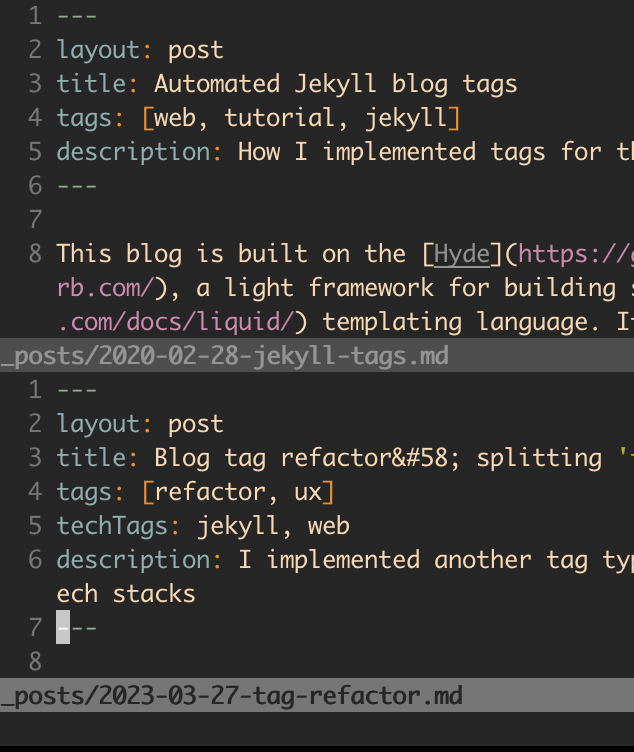 1 ---
2 layout: post
3 title: Automated Jekyll blog tags
4 tags: [web, tutorial, jekyll]
5 description: How I implemented tags for
6 ---
7
8 This blog is built on the [Hyde](https://
rb.com/), a light framework for building
.com/docs/liquid/) templating language.
_posts/2020-02-28-jekyll-tags.md
1 ---
2 layout: post
3 title: Blog tag refactor&#58; splitting
4 tags: [refactor, ux]
5 techTags: jekyll, web
6 description: I implemented another tag
ech stacks
7 ---
8
_posts/2023-03-27-tag-refactor.md